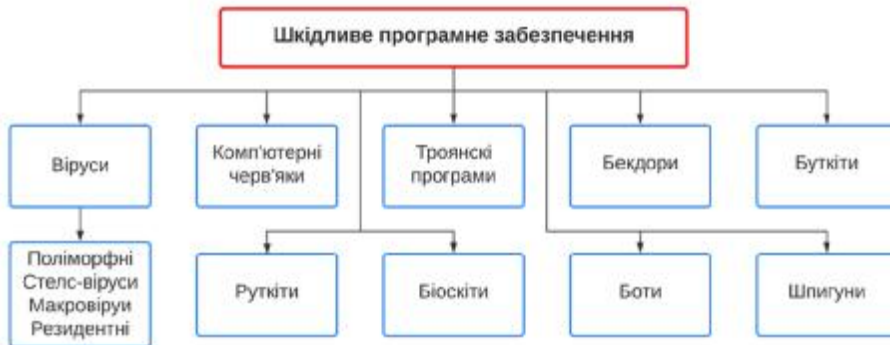 Шкідливе програмне забезпечення
Віруси
Комп'ютерні
черв'яки
Троянскі
програми
Бекдори
Буткіти
Поліморфні
Стелс-віруси
Макровіруи
Резидентні
Руткіти
Біоскіти
Боти
Шпигуни